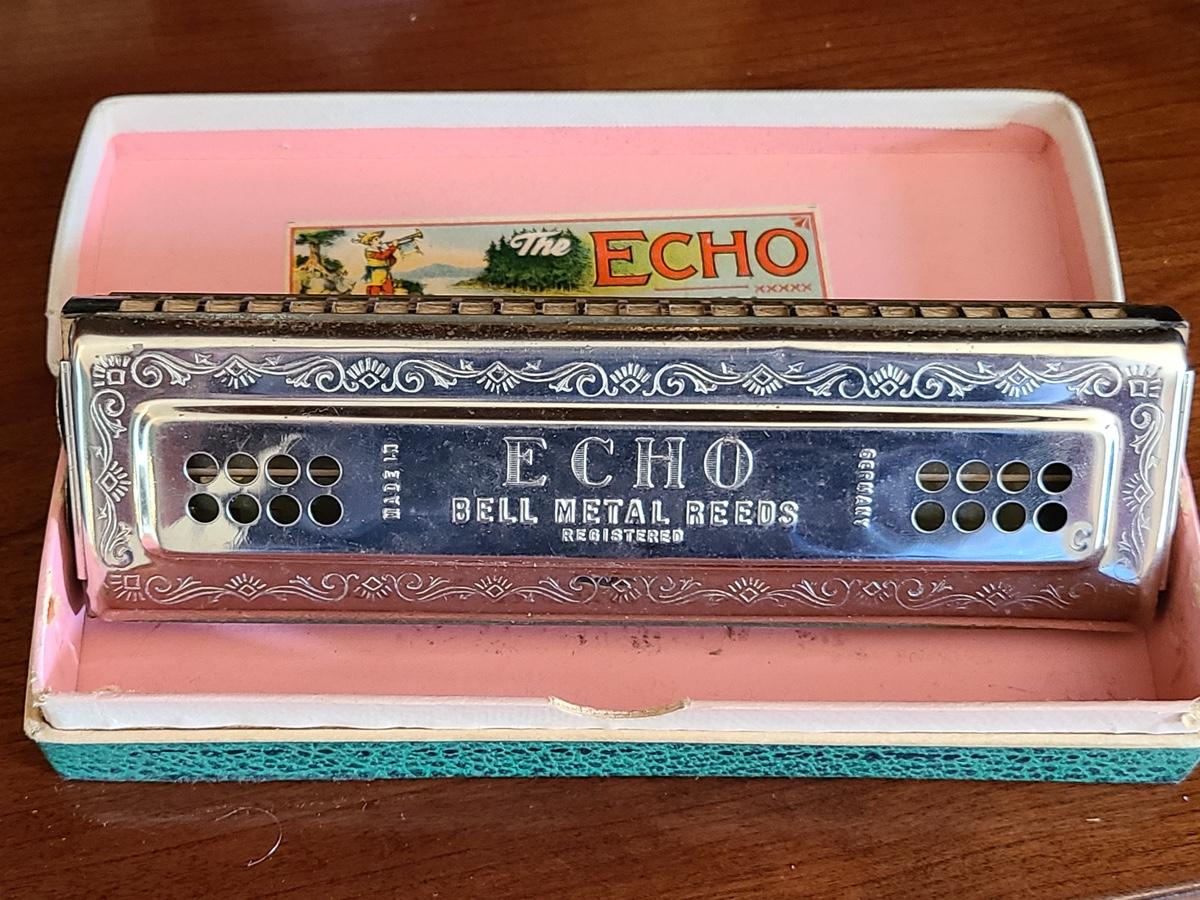 The ECHO
ECHO
MADE IN
GERMANY
BELL METAL REEDS
REGISTERED
C